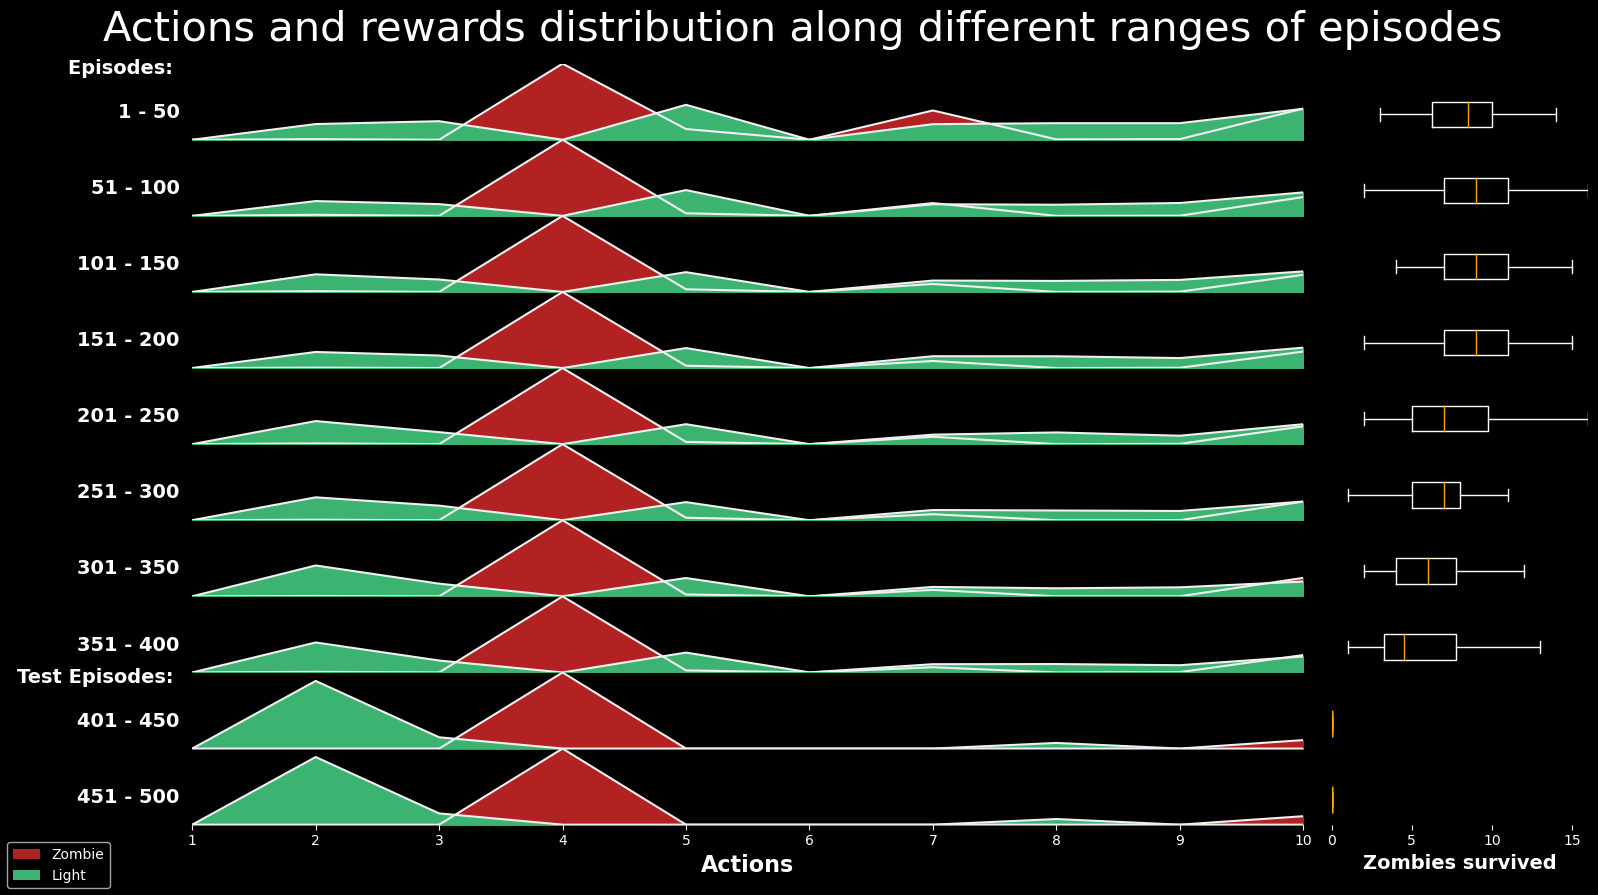 Actions and rewards distribution along different ranges of episodes
Episodes:
1 - 50
51 - 100
101 - 150
151 - 200
201 - 250
251 - 300
301 - 350
351 - 400
Test Episodes:
401 - 450
451 - 500
1 2 3 4 5 6 7 8 9 10
0 5 10 15
Actions
Zombies survived
Zombie
Light